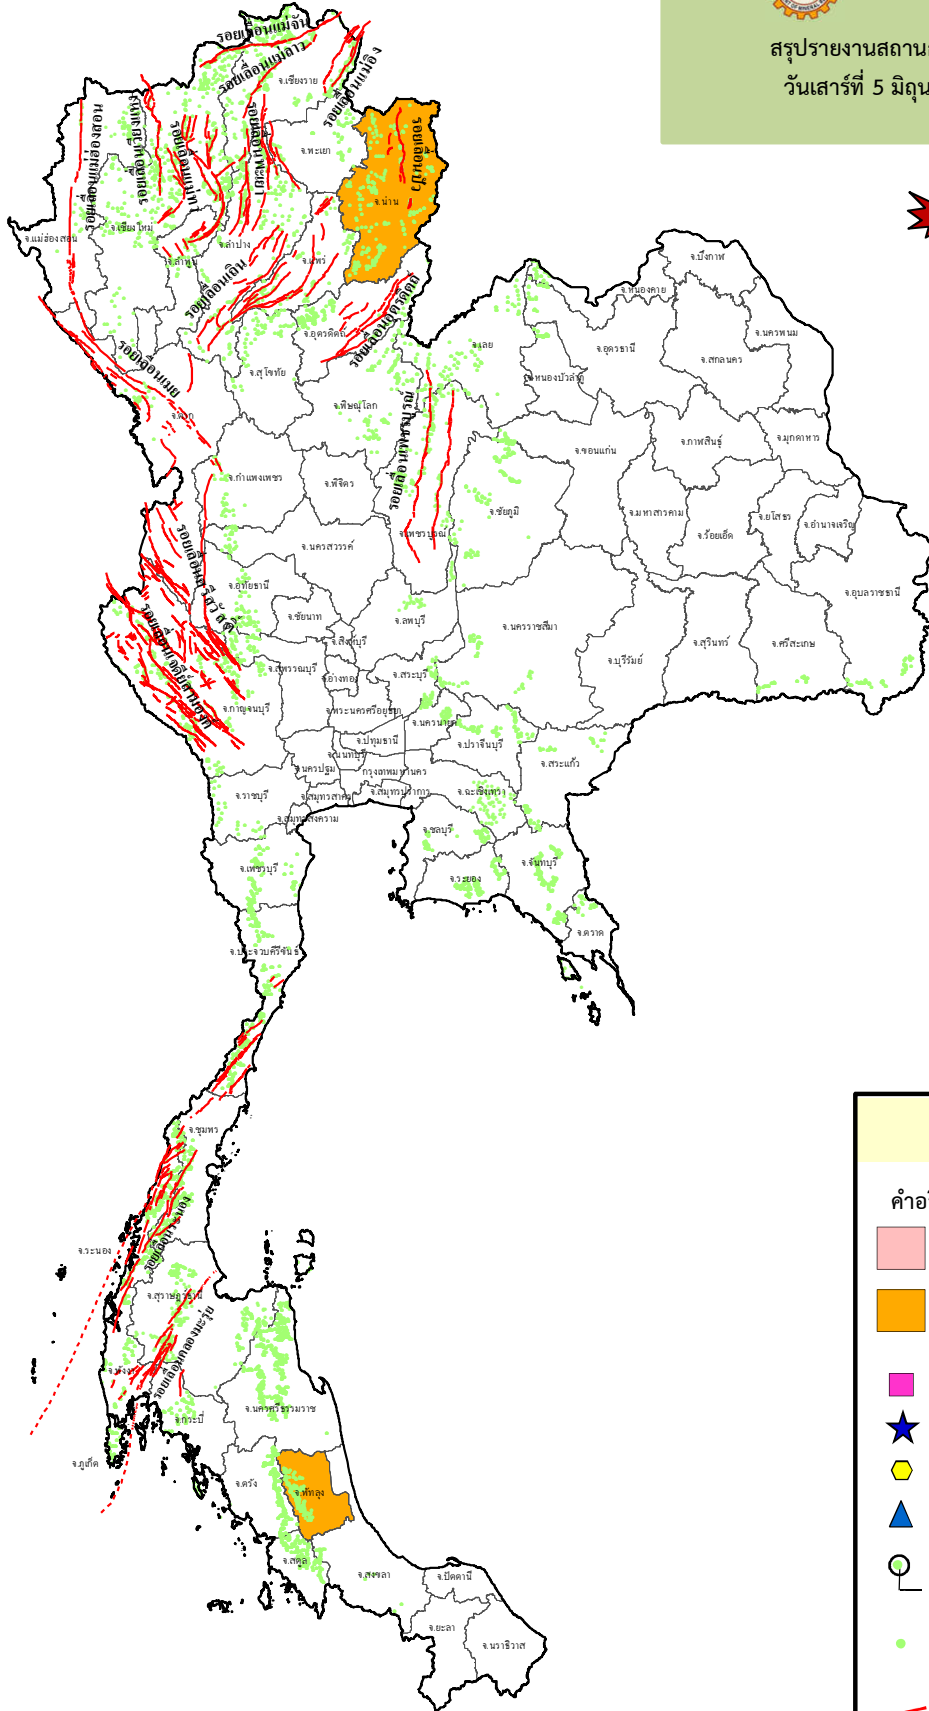 สรุปรายงานสถาน
วันเสาร์ที่ 5 มิถุน
รอยเลื่อนแม่จัน
รอยเลื่อนแม่ลาว
จ.เชียงราย
รอยเลื่อนแม่อิง
รอยเลื่อนแม่ฮ่องสอน
รอยเลื่อนแม่ทา
รอยเลื่อนพะเยา
จ.พะเยา
รอยเลื่อนปัว
จ.น่าน
จ.เชียงใหม่
จ.แม่ฮ่องสอน
จ.ลำปาง
จ.ลำพูน
จ.แพร่
รอยเลื่อนเถิน
จ.อุตรดิตถ์
รอยเลื่อนอุตรดิตถ์
จ.บึงกาฬ
จ.หนองคาย
จ.นครพนม
จ.เลย
จ.อุดรธานี
จ.สกลนคร
จ.หนองบัวลำภู
รอยเลื่อนเมย
จ.สุโขทัย
จ.ตาก
จ.พิษณุโลก
รอยเลื่อนเพชรบูรณ์
จ.ขอนแก่น
จ.กาฬสินธุ์
จ.มุกดาหาร
จ.กำแพงเพชร
จ.พิจิตร
จ.ชัยภูมิ
จ.มหาสารคาม
จ.ร้อยเอ็ด
จ.ยโสธร
จ.อำนาจเจริญ
จ.เพชรบูรณ์
จ.นครสวรรค์
รอยเลื่อนศรีสวัสดิ์
จ.อุทัยธานี
จ.อุบลราชธานี
จ.ชัยนาท
จ.ลพบุรี
จ.นครราชสีมา
จ.สิงห์บุรี
จ.บุรีรัมย์
จ.สุรินทร์
จ.ศรีสะเกษ
รอยเลื่อนเจดีย์สามองค์
จ.สุพรรณบุรี
จ.อ่างทอง
จ.สระบุรี
จ.กาญจนบุรี
จ.พระนครศรีอยุธยา
จ.นครนายก
จ.ปทุมธานี
จ.ปราจีนบุรี
จ.นนทบุรี
จ.สระแก้ว
จ.นครปฐม
กรุงเทพมหานคร
จ.ราชบุรี
จ.สมุทรสาคร
จ.สมุทรปราการ
จ.ฉะเชิงเทรา
จ.สมุทรสงคราม
จ.ชลบุรี
จ.เพชรบุรี
จ.ระยอง
จ.จันทบุรี
จ.ตราด
จ.ประจวบคีรีขันธ์
จ.ชุมพร
คำอธิ
รอยเลื่อนระนอง
จ.ระนอง
จ.สุราษฎร์ธานี
รอยเลื่อนคลองมะรุ่ย
จ.พังงา
จ.นครศรีธรรมราช
จ.กระบี่
จ.ภูเก็ต
จ.ตรัง
จ.พัทลุง
จ.สตูล
จ.สงขลา
จ.ปัตตานี
จ.ยะลา
จ.นราธิวาส